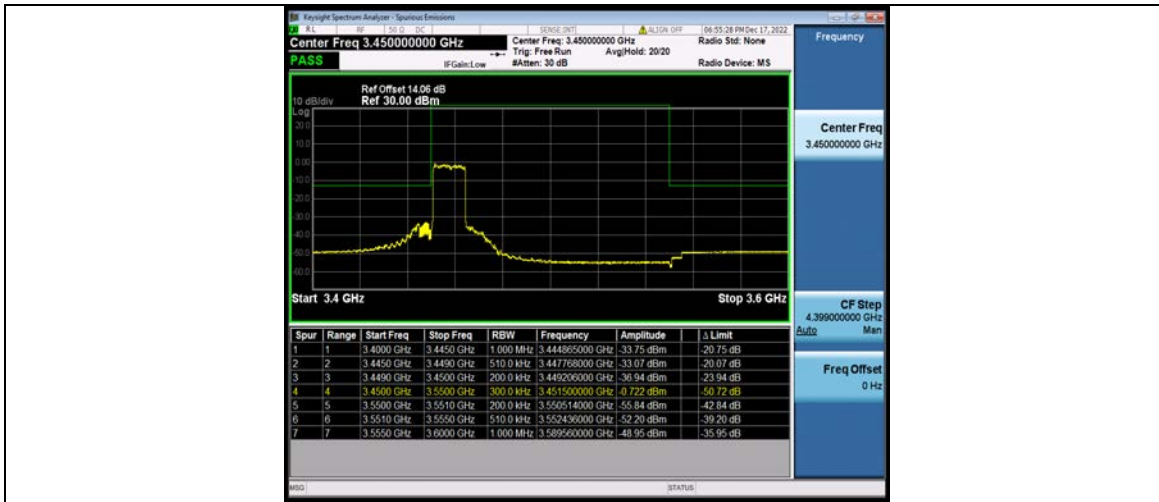 Keysight Spectrum Analyzer - Spurious Emissions
RL RF 50 Ω DC SENSE:INT ALIGN OFF 06:55:28 PM Dec 17, 2022
Center Freq 3.450000000 GHz Center Freq: 3.450000000 GHz Radio Std: None Frequency
Trig: Free Run Avg|Hold: 20/20
PASS IFGain:Low #Atten: 30 dB Radio Device: MS
Ref Offset 14.06 dB
10 dB/div Ref 30.00 dBm
Log
20.0
10.0
0.00
-10.0
-20.0
-30.0
-40.0
-50.0
-60.0
Start 3.4 GHz Stop 3.6 GHz
Center Freq
3.450000000 GHz
CF Step
4.399000000 GHz
Auto Man
Freq Offset
0 Hz
Spur Range Start Freq Stop Freq RBW Frequency Amplitude Δ Limit
1 1 3.4000 GHz 3.4450 GHz 1.000 MHz 3.444865000 GHz -33.75 dBm -20.75 dB
2 2 3.4450 GHz 3.4490 GHz 510.0 kHz 3.447768000 GHz -33.07 dBm -20.07 dB
3 3 3.4490 GHz 3.4500 GHz 200.0 kHz 3.449206000 GHz -36.94 dBm -23.94 dB
4 4 3.4500 GHz 3.5500 GHz 300.0 kHz 3.451500000 GHz -0.722 dBm -50.72 dB
5 5 3.5500 GHz 3.5510 GHz 200.0 kHz 3.550514000 GHz -55.84 dBm -42.84 dB
6 6 3.5510 GHz 3.5550 GHz 510.0 kHz 3.552436000 GHz -52.20 dBm -39.20 dB
7 7 3.5550 GHz 3.6000 GHz 1.000 MHz 3.589560000 GHz -48.95 dBm -35.95 dB
MSG STATUS